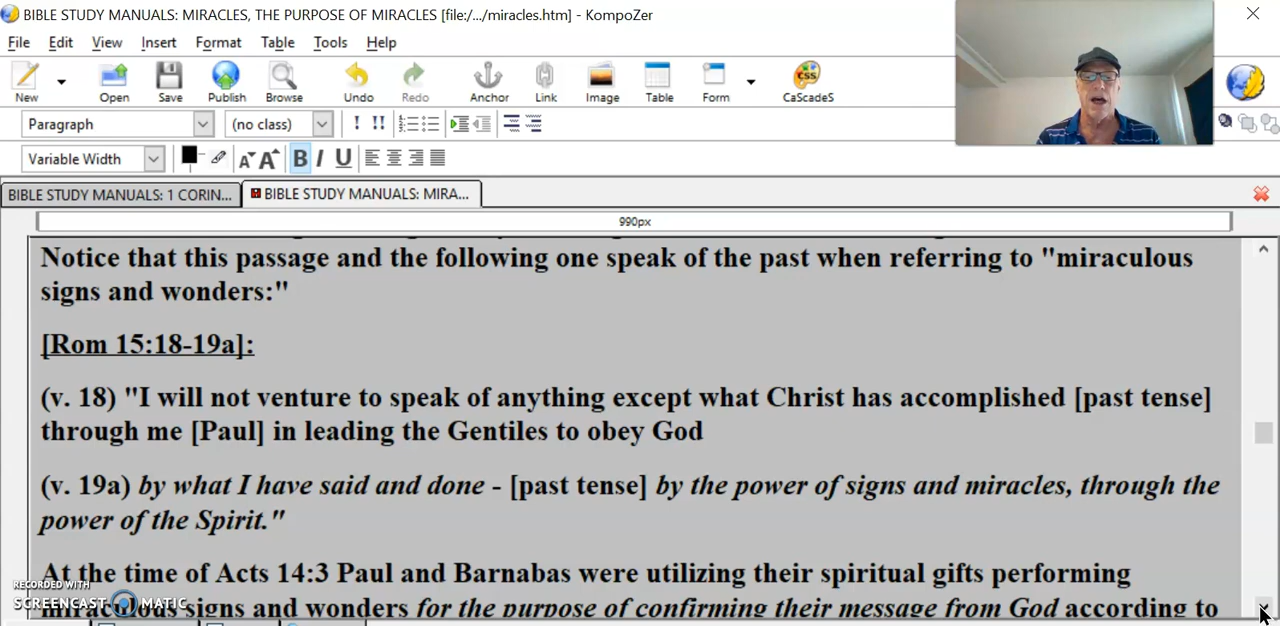 BIBLE STUDY MANUALS: MIRACLES, THE PURPOSE OF MIRACLES [file:/.../miracles.htm] - KompoZer
File Edit View Insert Format Table Tools Help
New Open Save Publish Browse Undo Redo Anchor Link Image Table Form CaScadeS
Paragraph (no class) ! !!
Variable Width A A B I U
BIBLE STUDY MANUALS: 1 CORIN... BIBLE STUDY MANUALS: MIRA...
990px
Notice that this passage and the following one speak of the past when referring to "miraculous
signs and wonders:"
[Rom 15:18-19a]:
(v. 18) "I will not venture to speak of anything except what Christ has accomplished [past tense]
through me [Paul] in leading the Gentiles to obey God
(v. 19a) by what I have said and done - [past tense] by the power of signs and miracles, through the
power of the Spirit."
At the time of Acts 14:3 Paul and Barnabas were utilizing their spiritual gifts performing
miraculous signs and wonders for the purpose of confirming their message from God according to
RECORDED WITH
SCREENCAST MATIC